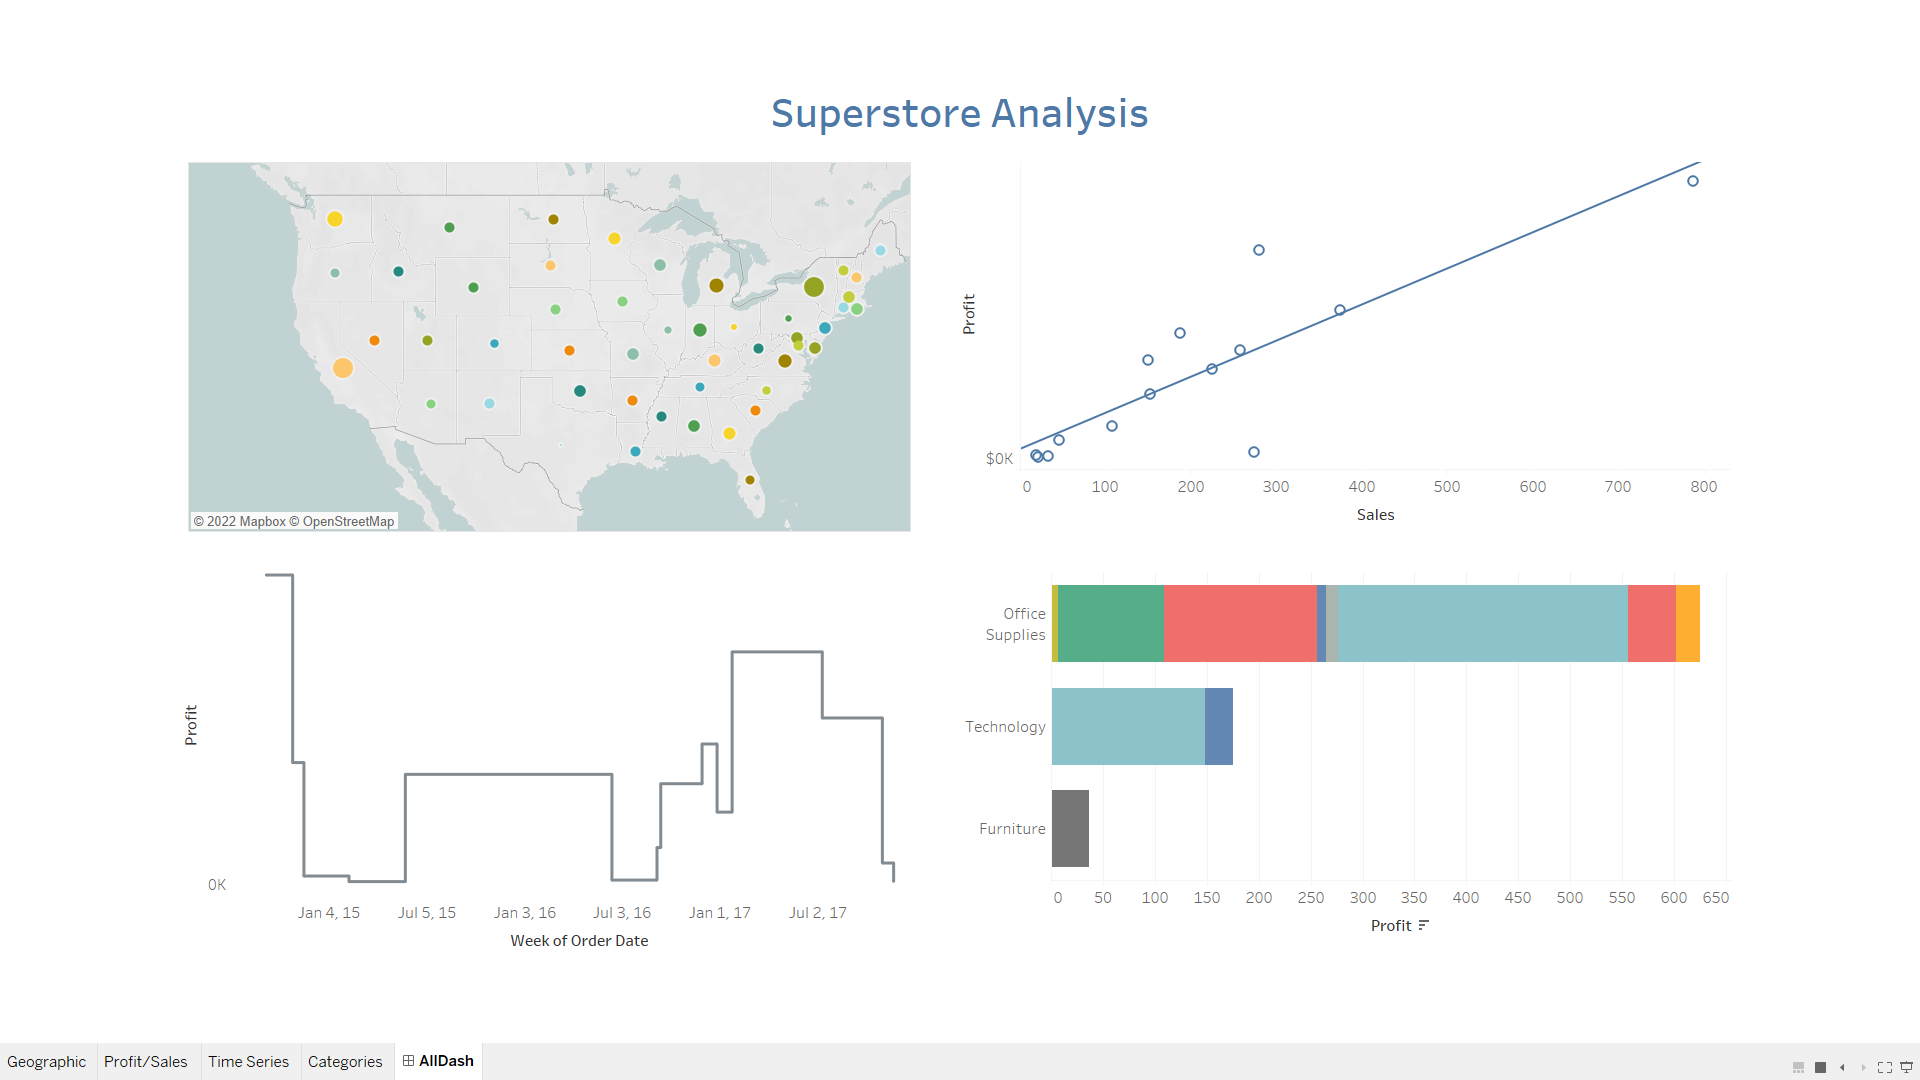 Superstore Analysis
© 2022 Mapbox © OpenStreetMap
Profit
$0K
0 100 200 300 400 500 600 700 800
Sales
Profit
0K
Jan 4, 15 Jul 5, 15 Jan 3, 16 Jul 3, 16 Jan 1, 17 Jul 2, 17
Week of Order Date
Office
Supplies
Technology
Furniture
0 50 100 150 200 250 300 350 400 450 500 550 600 650
Profit
Geographic Profit/Sales Time Series Categories AllDash